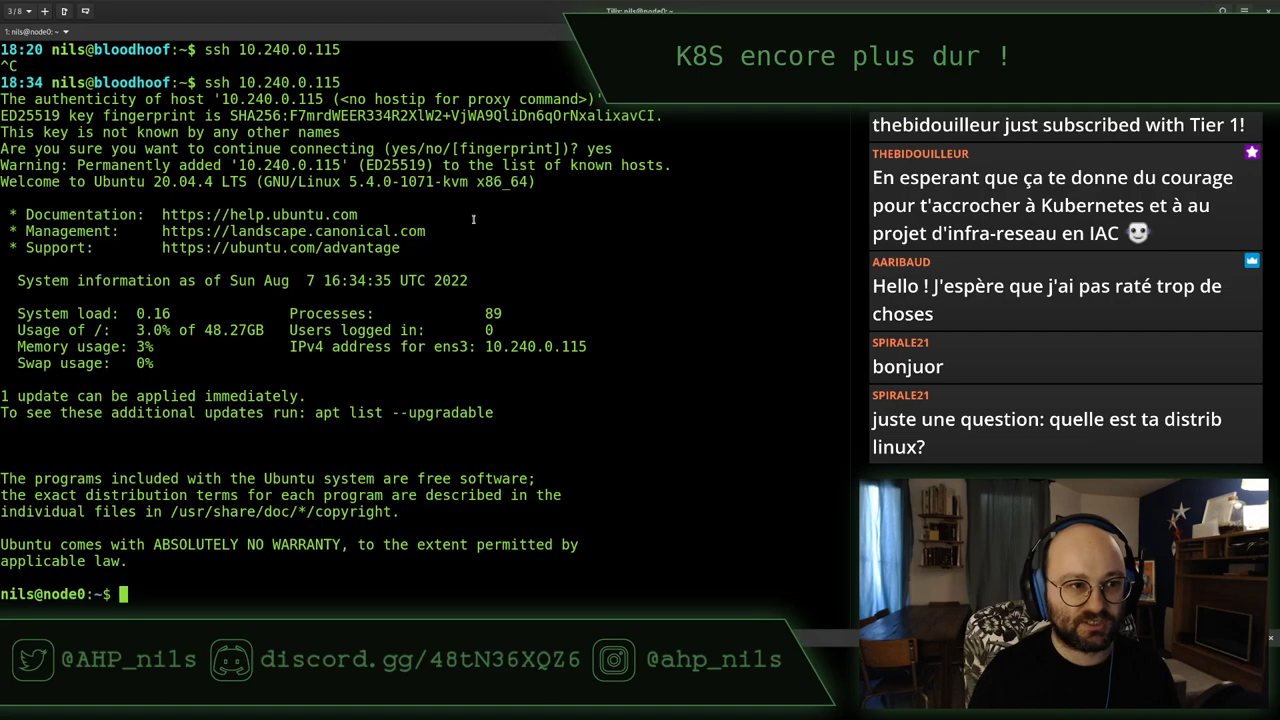 3/8
Tilix: nils@node0: ~
1: nils@node0: ~
18:20 nils@bloodhoof:~$ ssh 10.240.0.115
^C
18:34 nils@bloodhoof:~$ ssh 10.240.0.115
The authenticity of host '10.240.0.115 (<no hostip for proxy command>)'
ED25519 key fingerprint is SHA256:F7mrdWEER334R2XlW2+VjWA9QliDn6qOrNxalixavCI.
This key is not known by any other names
Are you sure you want to continue connecting (yes/no/[fingerprint])? yes
Warning: Permanently added '10.240.0.115' (ED25519) to the list of known hosts.
Welcome to Ubuntu 20.04.4 LTS (GNU/Linux 5.4.0-1071-kvm x86_64)
* Documentation: https://help.ubuntu.com
* Management: https://landscape.canonical.com
* Support: https://ubuntu.com/advantage
System information as of Sun Aug 7 16:34:35 UTC 2022
System load: 0.16 Processes: 89
Usage of /: 3.0% of 48.27GB Users logged in: 0
Memory usage: 3% IPv4 address for ens3: 10.240.0.115
Swap usage: 0%
1 update can be applied immediately.
To see these additional updates run: apt list --upgradable
The programs included with the Ubuntu system are free software;
the exact distribution terms for each program are described in the
individual files in /usr/share/doc/*/copyright.
Ubuntu comes with ABSOLUTELY NO WARRANTY, to the extent permitted by
applicable law.
nils@node0:~$
K8S encore plus dur !
thebidouilleur just subscribed with Tier 1!
THEBIDOUILLEUR
En esperant que ça te donne du courage
pour t'accrocher à Kubernetes et à au
projet d'infra-reseau en IAC
AARIBAUD
Hello ! J'espère que j'ai pas raté trop de
choses
SPIRALE21
bonjuor
SPIRALE21
juste une question: quelle est ta distrib
linux?
@AHP_nils discord.gg/48tN36XQZ6 @ahp_nils